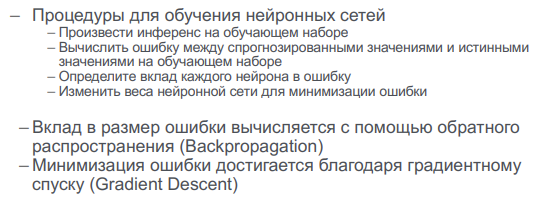 – Процедуры для обучения нейронных сетей
– Произвести инференс на обучающем наборе
– Вычислить ошибку между спрогнозированными значениями и истинными
значениями на обучающем наборе
– Определите вклад каждого нейрона в ошибку
– Изменить веса нейронной сети для минимизации ошибки
– Вклад в размер ошибки вычисляется с помощью обратного
распространения (Backpropagation)
– Минимизация ошибки достигается благодаря градиентному
спуску (Gradient Descent)